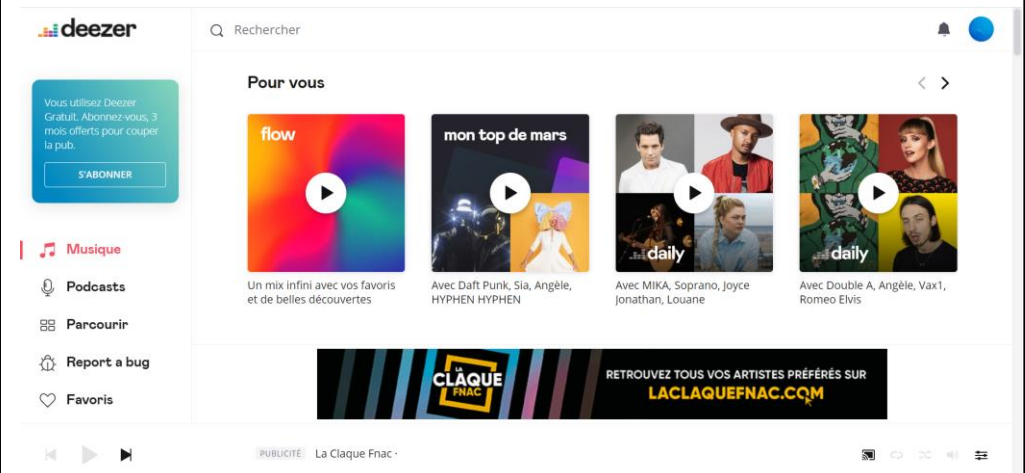 deezer
Rechercher
Vous utilisez Deezer
Gratuit. Abonnez-vous, 3
mois offerts pour couper
la pub.
S'ABONNER
Musique
Podcasts
Parcourir
Report a bug
Favoris
Pour vous
flow
Un mix infini avec vos favoris
et de belles découvertes
mon top de mars
Avec Daft Punk, Sia, Angèle,
HYPHEN HYPHEN
daily
Avec MIKA, Soprano, Joyce
Jonathan, Louane
daily
Avec Double A, Angèle, Vax1,
Romeo Elvis
LA
CLAQUE
FNAC
RETROUVEZ TOUS VOS ARTISTES PRÉFÉRÉS SUR
LACLAQUEFNAC.COM
PUBLICITÉ La Claque Fnac ·